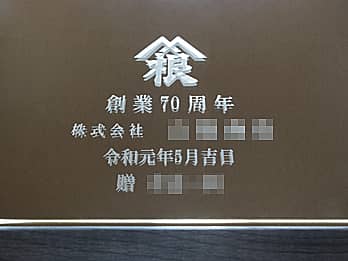 根
創業70周年
株式会社
令和元年5月吉日
贈